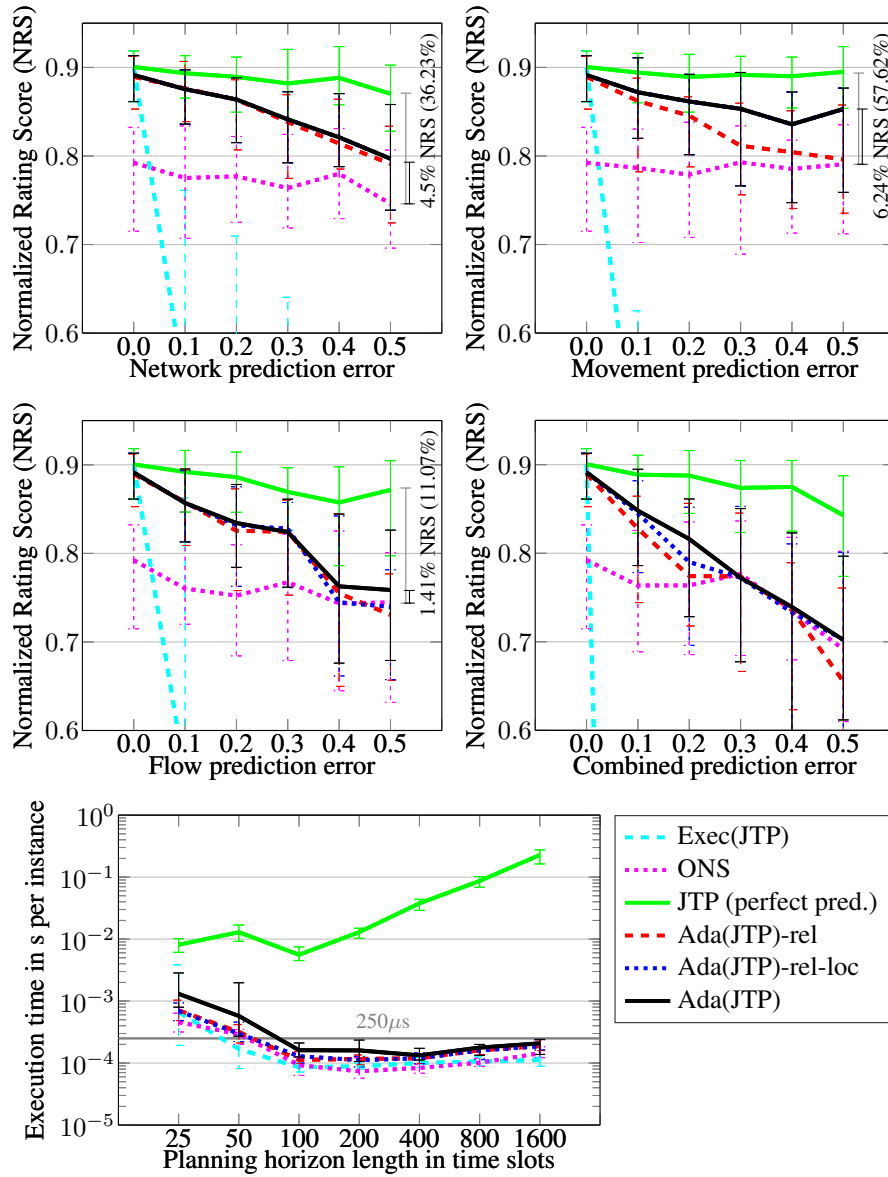 Normalized Rating Score (NRS)
0.9
0.8
0.7
0.6
0.0 0.1 0.2 0.3 0.4 0.5
Network prediction error
4.5% NRS (36.23%)
Normalized Rating Score (NRS)
0.9
0.8
0.7
0.6
0.0 0.1 0.2 0.3 0.4 0.5
Movement prediction error
6.24% NRS (57.62%)
Normalized Rating Score (NRS)
0.9
0.8
0.7
0.6
0.0 0.1 0.2 0.3 0.4 0.5
Flow prediction error
1.41% NRS (11.07%)
Normalized Rating Score (NRS)
0.9
0.8
0.7
0.6
0.0 0.1 0.2 0.3 0.4 0.5
Combined prediction error
Execution time in s per instance
10^0
10^-1
10^-2
10^-3
10^-4
10^-5
250μs
25 50 100 200 400 800 1600
Planning horizon length in time slots
Exec(JTP)
ONS
JTP (perfect pred.)
Ada(JTP)-rel
Ada(JTP)-rel-loc
Ada(JTP)